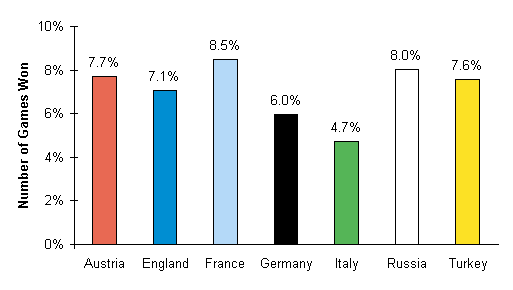 10%
8%
6%
4%
2%
0%
Number of Games Won
7.7%
7.1%
8.5%
6.0%
4.7%
8.0%
7.6%
Austria
England
France
Germany
Italy
Russia
Turkey